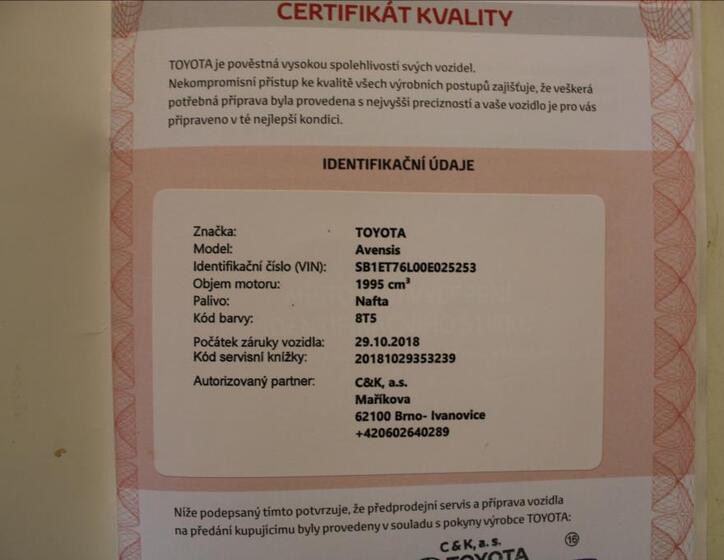 CERTIFIKÁT KVALITY
TOYOTA je pověstná vysokou spolehlivostí svých vozidel.
Nekompromisní přístup ke kvalitě všech výrobních postupů zajišťuje, že veškerá
potřebná příprava byla provedena s nejvyšší precizností a vaše vozidlo je pro vás
připraveno v té nejlepší kondici.
IDENTIFIKAČNÍ ÚDAJE
Značka: TOYOTA
Model: Avensis
Identifikační číslo (VIN): SB1ET76L00E025253
Objem motoru: 1995 cm³
Palivo: Nafta
Kód barvy: 8T5
Počátek záruky vozidla: 29.10.2018
Kód servisní knížky: 20181029353239
Autorizovaný partner: C&K, a.s.
Maříkova
62100 Brno- Ivanovice
+420602640289
Níže podepsaný tímto potvrzuje, že předprodejní servis a příprava vozidla
na předání kupujícímu byly provedeny v souladu s pokyny výrobce TOYOTA:
C & K, a. s. 16
TOYOTA